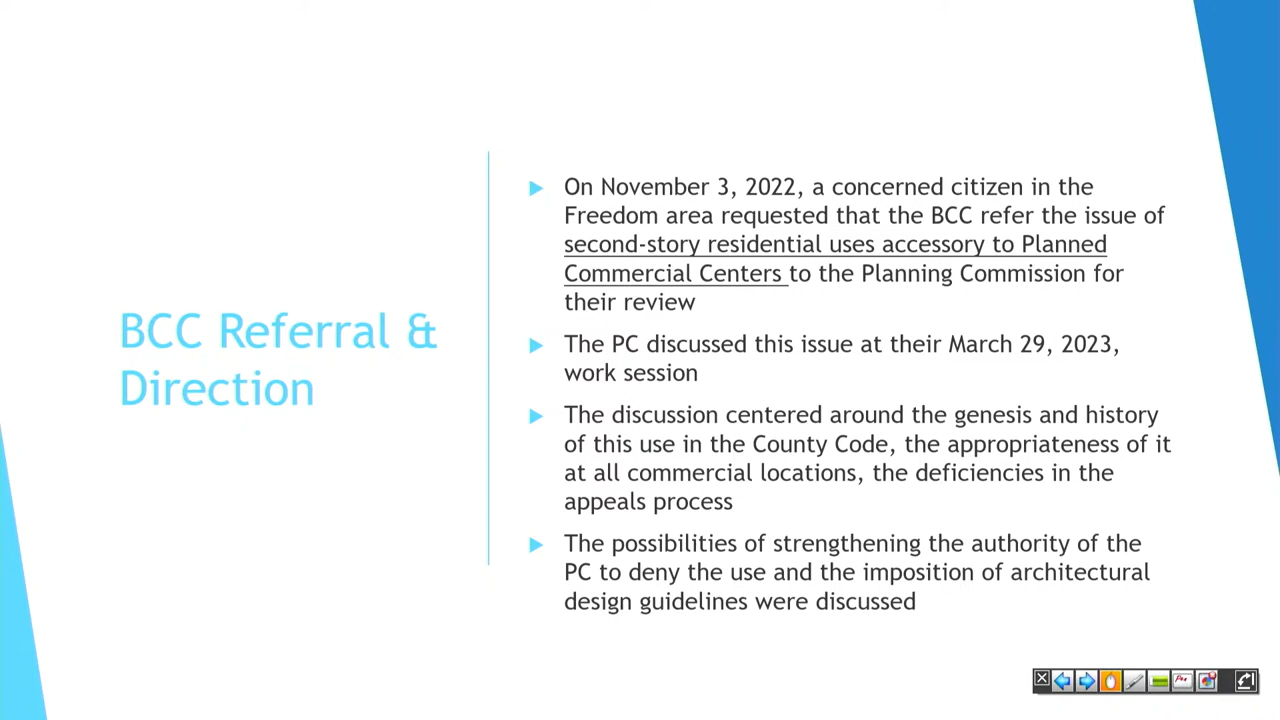 BCC Referral &
Direction
On November 3, 2022, a concerned citizen in the
Freedom area requested that the BCC refer the issue of
second-story residential uses accessory to Planned
Commercial Centers to the Planning Commission for
their review
The PC discussed this issue at their March 29, 2023,
work session
The discussion centered around the genesis and history
of this use in the County Code, the appropriateness of it
at all commercial locations, the deficiencies in the
appeals process
The possibilities of strengthening the authority of the
PC to deny the use and the imposition of architectural
design guidelines were discussed